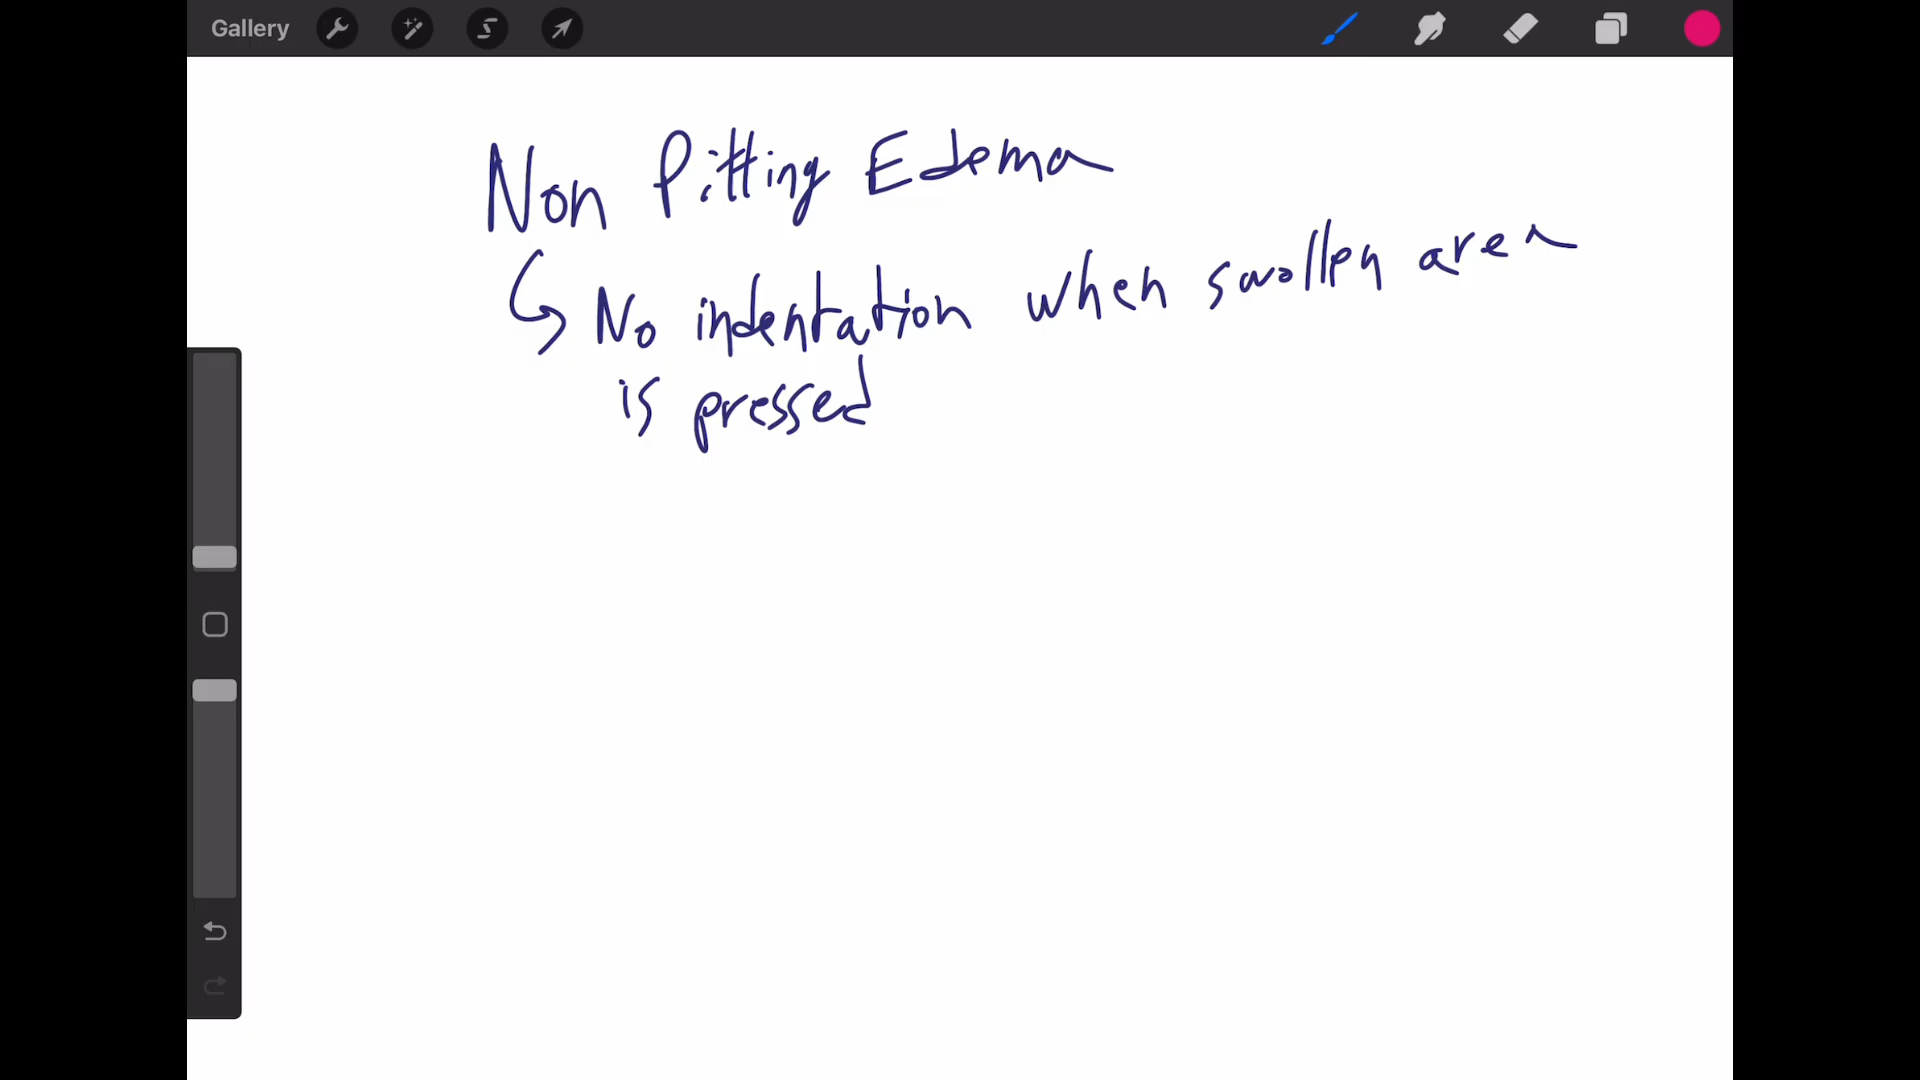 Gallery
Non Pitting Edema
↳ No indentation when swollen area
is pressed